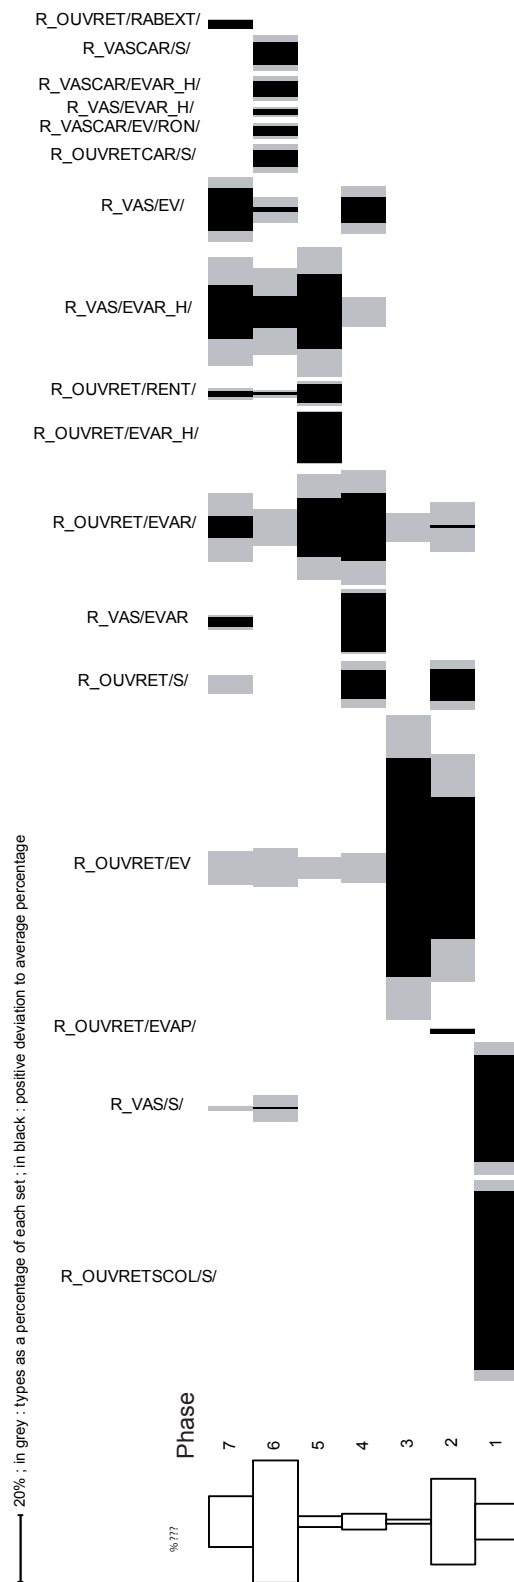 R_OUVRET/RABEXT/
R_VASCAR/S/
R_VASCAR/EVAR_H/
R_VAS/EVAR_H/
R_VASCAR/EV/RON/
R_OUVRETCAR/S/
R_VAS/EV/
R_VAS/EVAR_H/
R_OUVRET/RENT/
R_OUVRET/EVAR_H/
R_OUVRET/EVAR/
R_VAS/EVAR
R_OUVRET/S/
R_OUVRET/EV
R_OUVRET/EVAP/
R_VAS/S/
R_OUVRETSCOL/S/
20% ; in grey : types as a percentage of each set ; in black : positive deviation to average percentage
Phase
7
6
5
4
3
2
1
%???